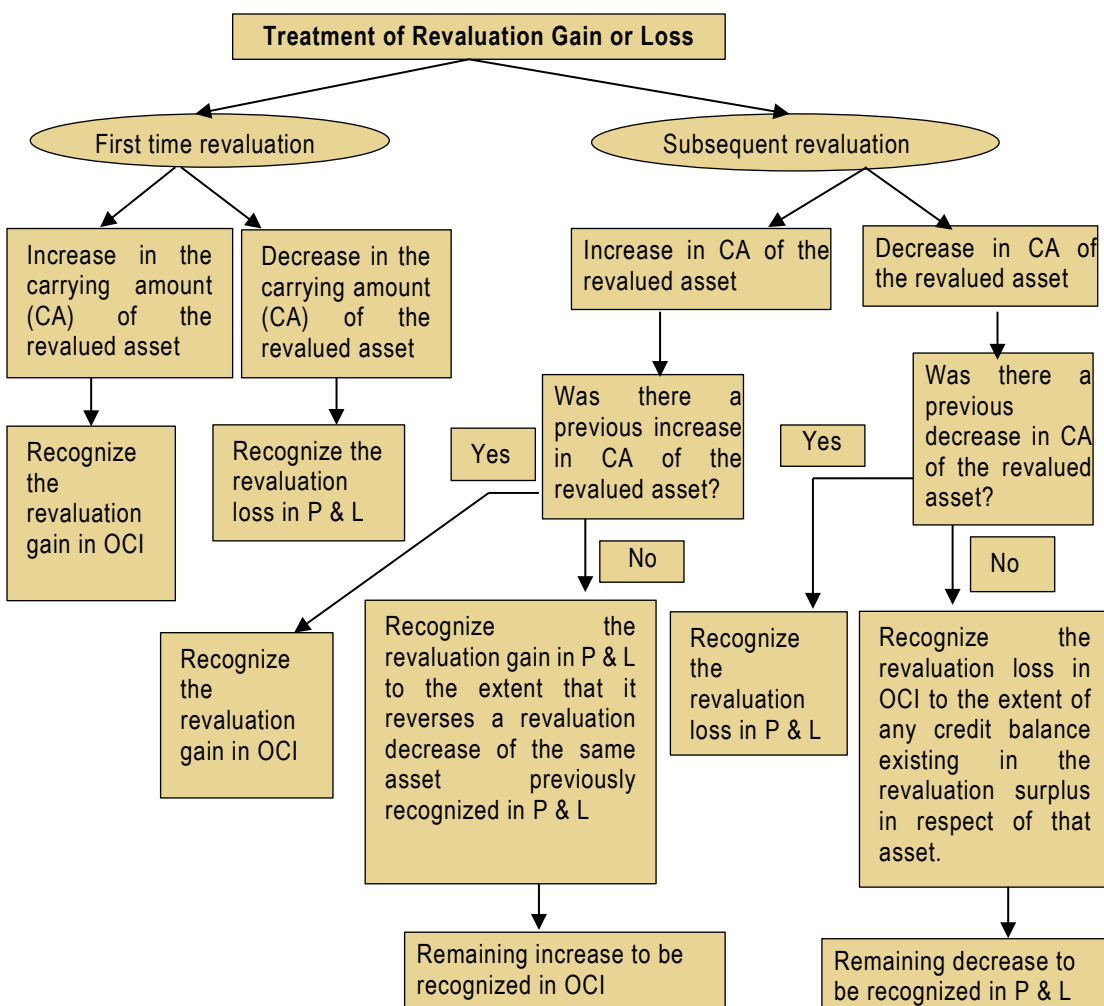 Treatment of Revaluation Gain or Loss
First time revaluation
Subsequent revaluation
Increase in the
carrying amount
(CA) of the
revalued asset
Decrease in the
carrying amount
(CA) of the
revalued asset
Increase in CA of the
revalued asset
Decrease in CA of
the revalued asset
Recognize
the
revaluation
gain in OCI
Recognize the
revaluation
loss in P & L
Was there a
previous increase
in CA of the
revalued asset?
Was there a
previous
decrease in CA
of the revalued
asset?
Yes
No
Yes
No
Recognize
the
revaluation
gain in OCI
Recognize the
revaluation gain in P & L
to the extent that it
reverses a revaluation
decrease of the same
asset previously
recognized in P & L
Recognize
the
revaluation
loss in P & L
Recognize the
revaluation loss in
OCI to the extent of
any credit balance
existing in the
revaluation surplus
in respect of that
asset.
Remaining increase to be
recognized in OCI
Remaining decrease to
be recognized in P & L